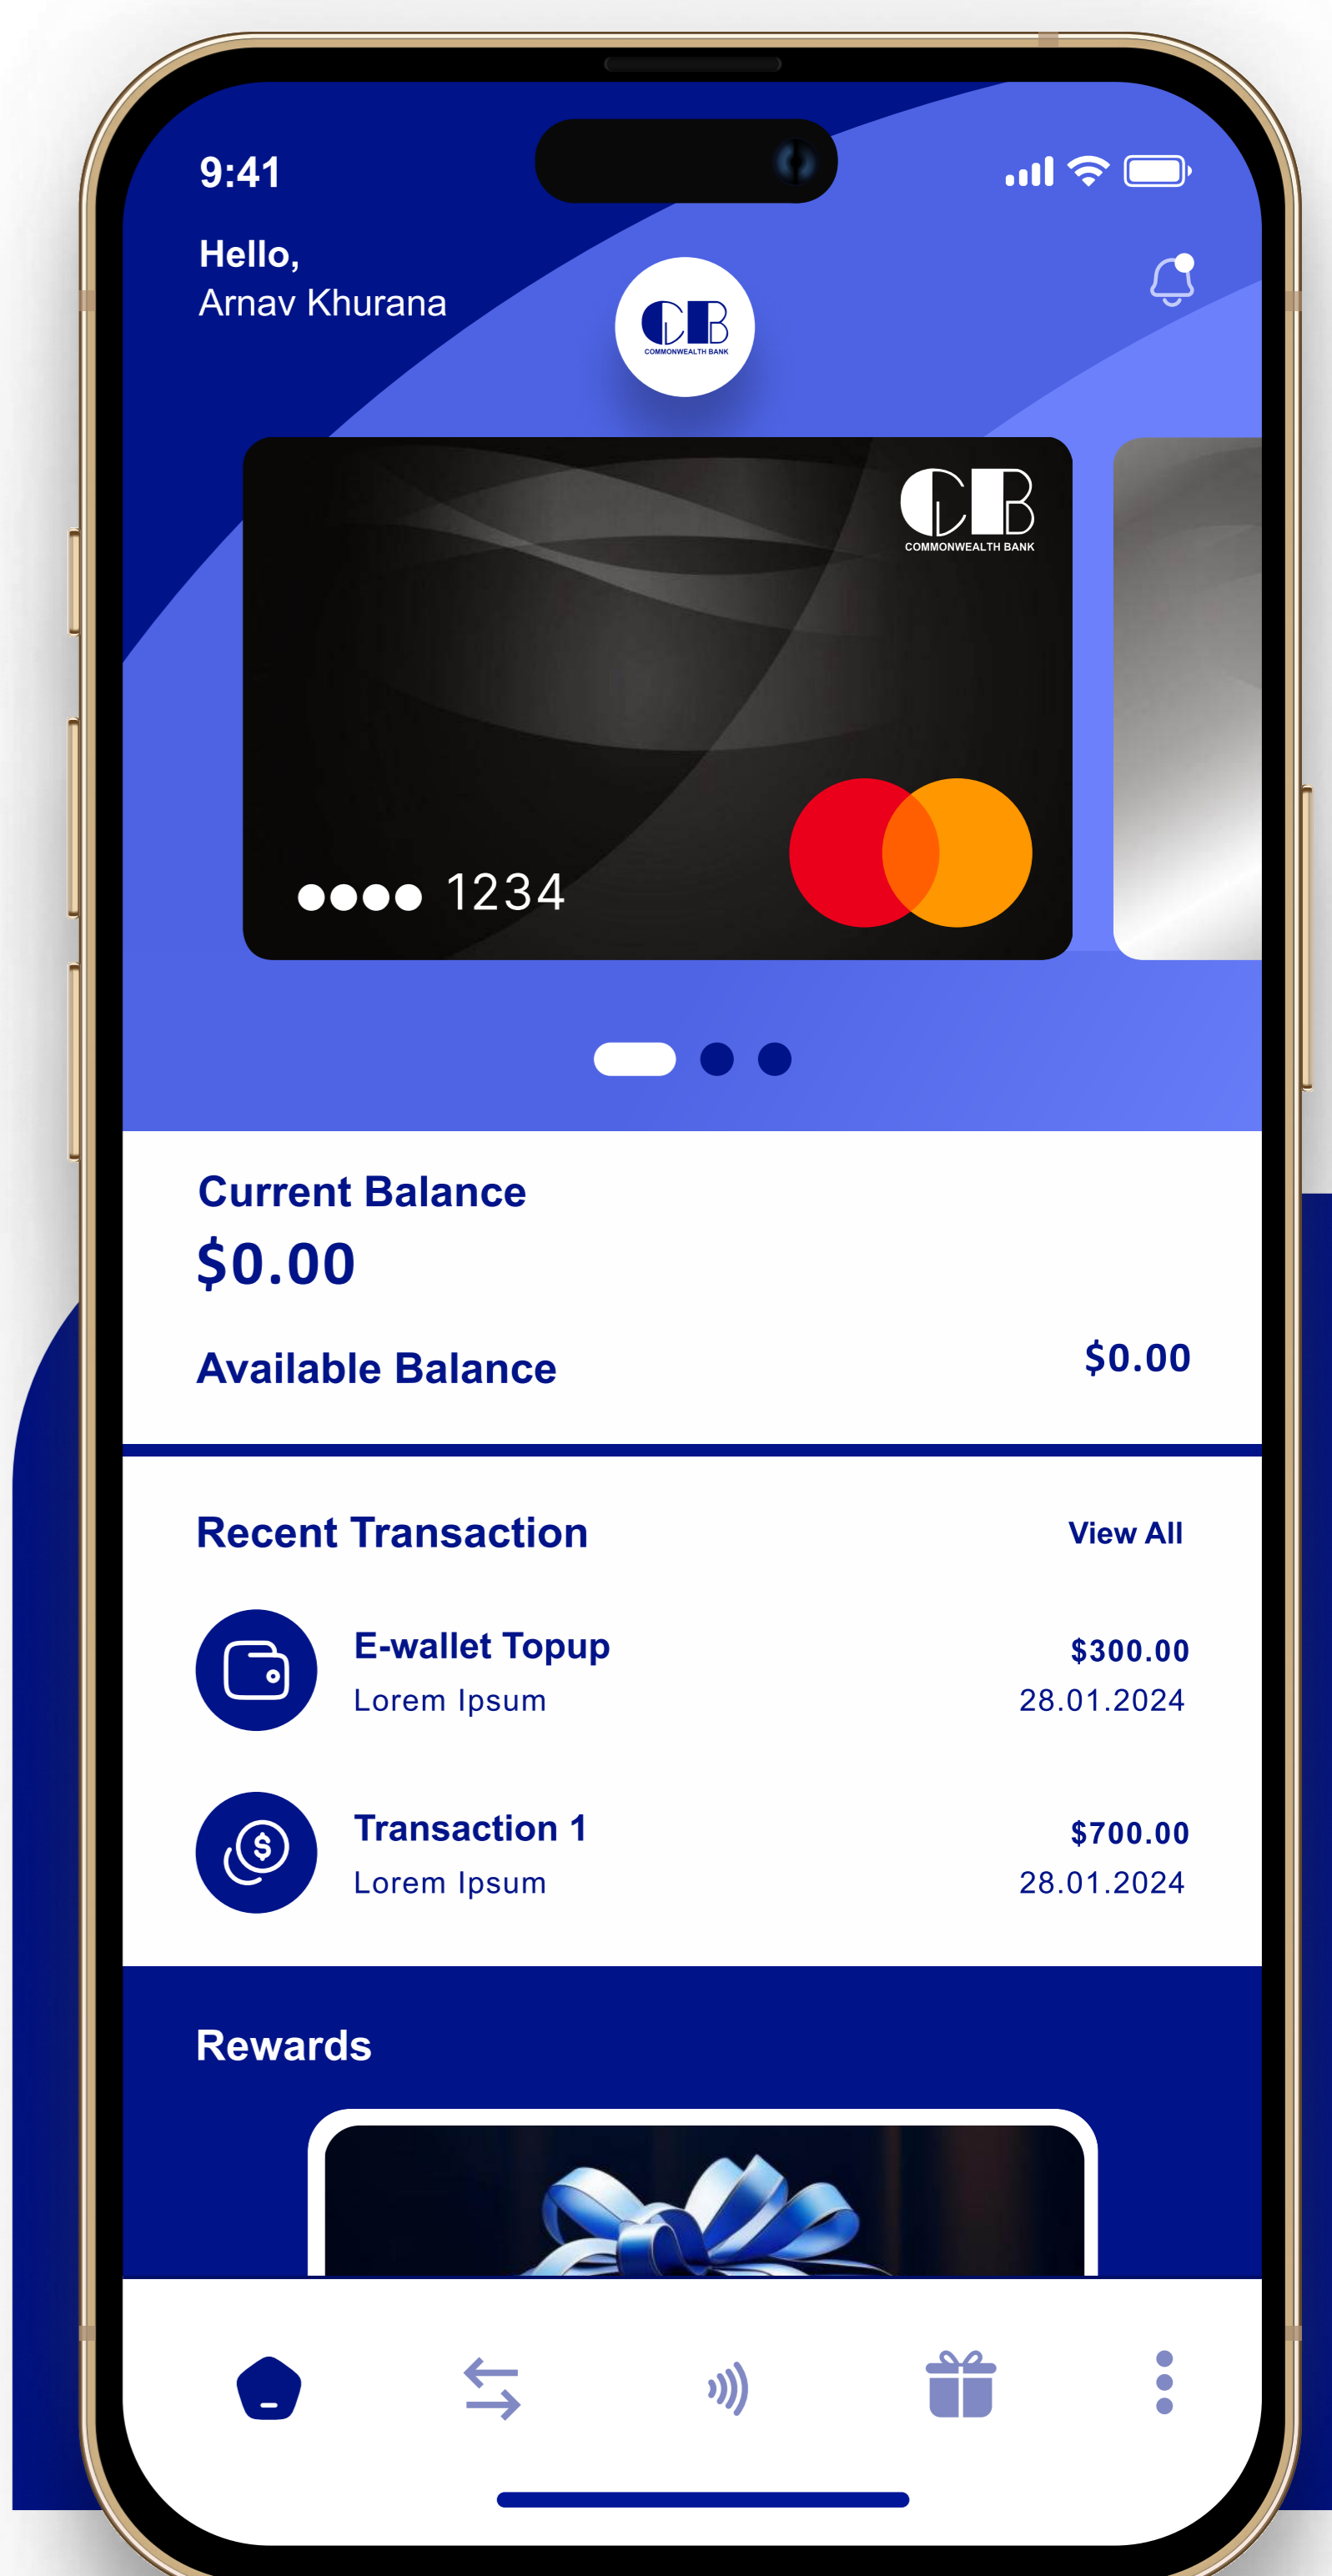 9:41
Hello,
Arnav Khurana
CB
COMMONWEALTH BANK
CB
COMMONWEALTH BANK
●●●● 1234
Current Balance
$0.00
Available Balance
$0.00
Recent Transaction
View All
E-wallet Topup
$300.00
Lorem Ipsum
28.01.2024
Transaction 1
$700.00
Lorem Ipsum
28.01.2024
Rewards